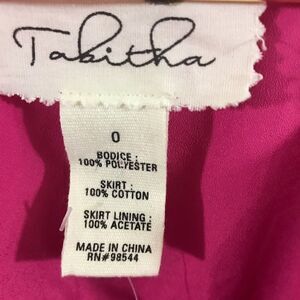 Tabitha
0
BODICE :
100% POLYESTER
SKIRT :
100% COTTON
SKIRT LINING :
100% ACETATE
MADE IN CHINA
RN#98544